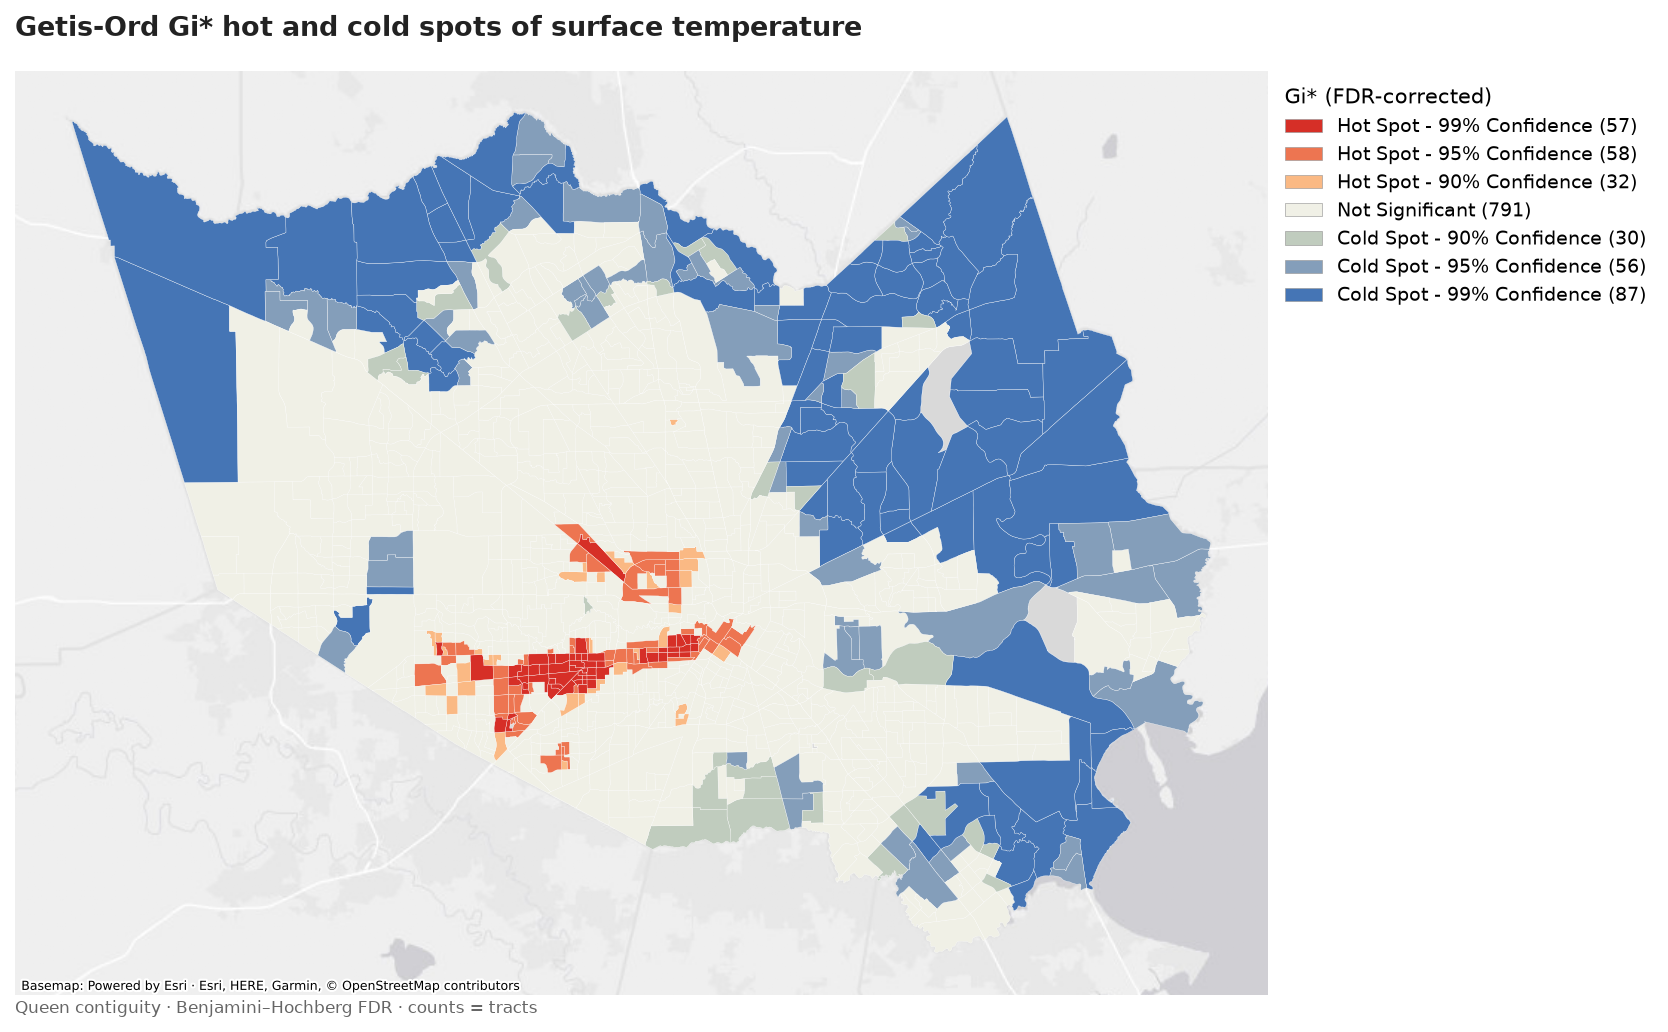 Getis-Ord Gi* hot and cold spots of surface temperature
Gi* (FDR-corrected)
Hot Spot - 99% Confidence (57)
Hot Spot - 95% Confidence (58)
Hot Spot - 90% Confidence (32)
Not Significant (791)
Cold Spot - 90% Confidence (30)
Cold Spot - 95% Confidence (56)
Cold Spot - 99% Confidence (87)
Basemap: Powered by Esri · Esri, HERE, Garmin, © OpenStreetMap contributors
Queen contiguity · Benjamini–Hochberg FDR · counts = tracts